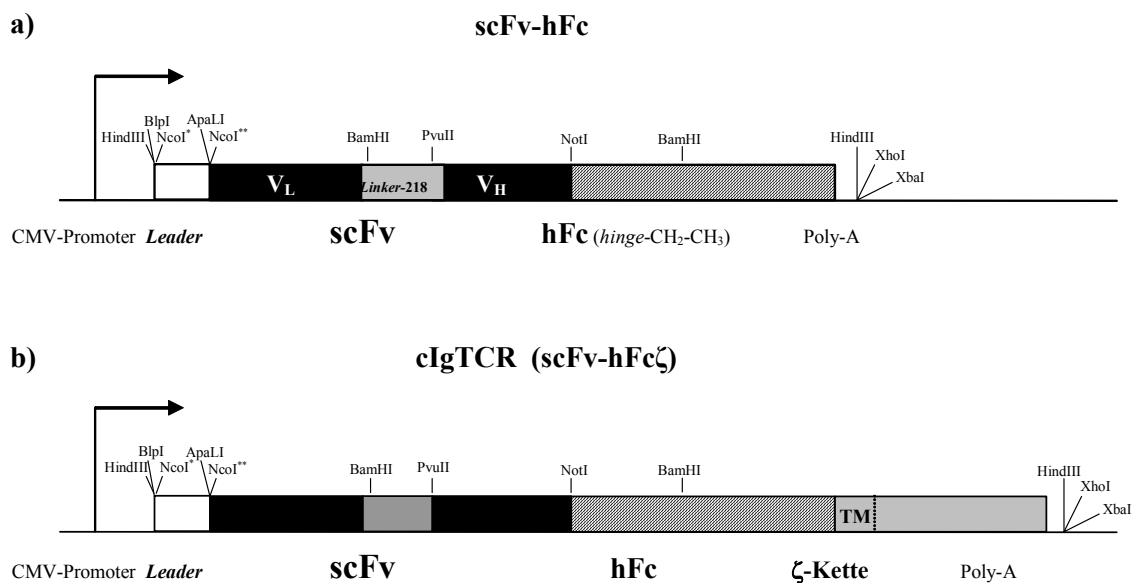 a)
scFv-hFc
HindIII BlpI NcoI* ApaLI NcoI** BamHI PvuII NotI BamHI HindIII XhoI XbaI
VL Linker-218 VH
CMV-Promoter Leader scFv hFc (hinge-CH2-CH3) Poly-A
b)
cIgTCR (scFv-hFcζ)
HindIII BlpI NcoI* ApaLI NcoI** BamHI PvuII NotI BamHI HindIII XhoI XbaI
TM
CMV-Promoter Leader scFv hFc ζ-Kette Poly-A